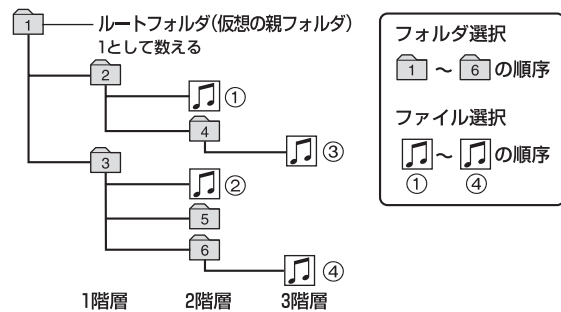 1
ルートフォルダ(仮想の親フォルダ)
1として数える
2
①
4
③
3
②
5
6
④
1階層 2階層 3階層
フォルダ選択
1 ~ 6 の順序
ファイル選択
~ の順序
① ④